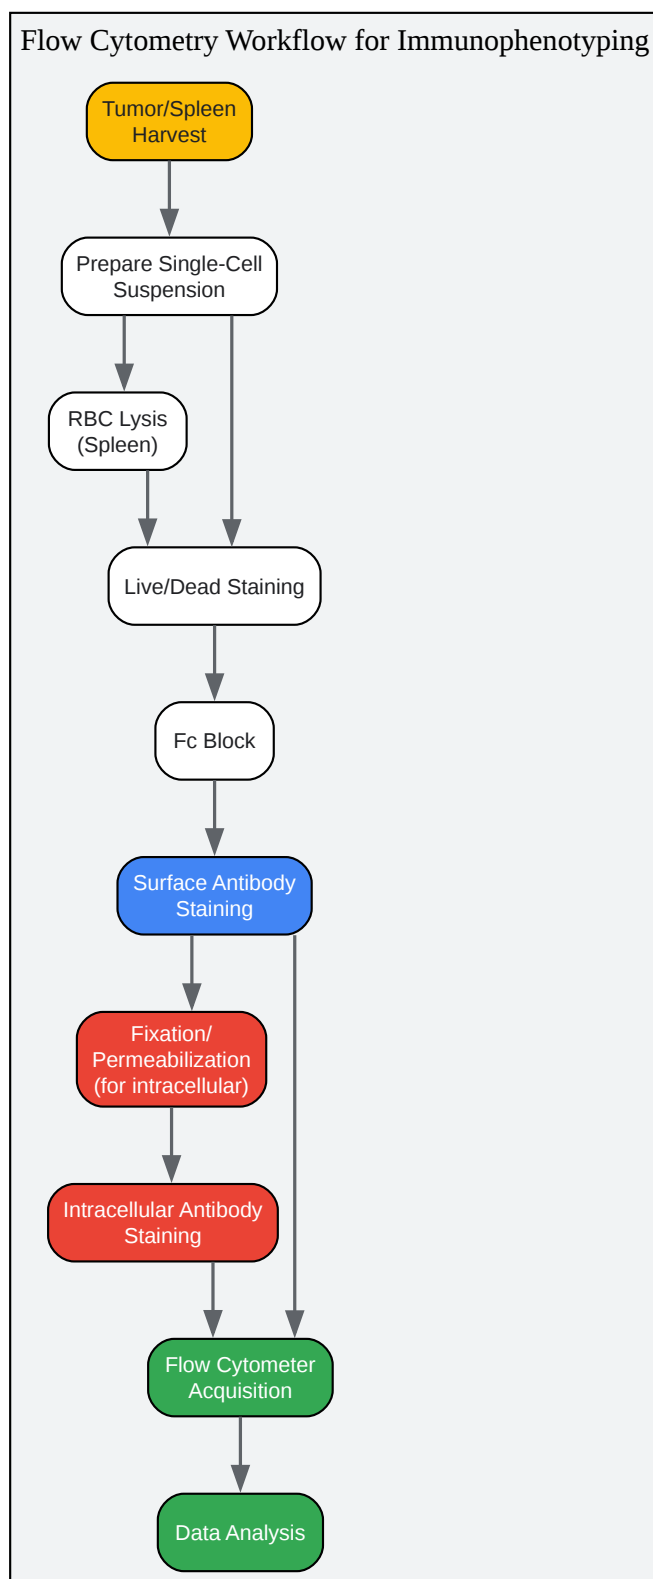 Flow Cytometry Workflow for Immunophenotyping
Tumor/Spleen
Harvest
Prepare Single-Cell
Suspension
RBC Lysis
(Spleen)
Live/Dead Staining
Fc Block
Surface Antibody
Staining
Fixation/
Permeabilization
(for intracellular)
Intracellular Antibody
Staining
Flow Cytometer
Acquisition
Data Analysis